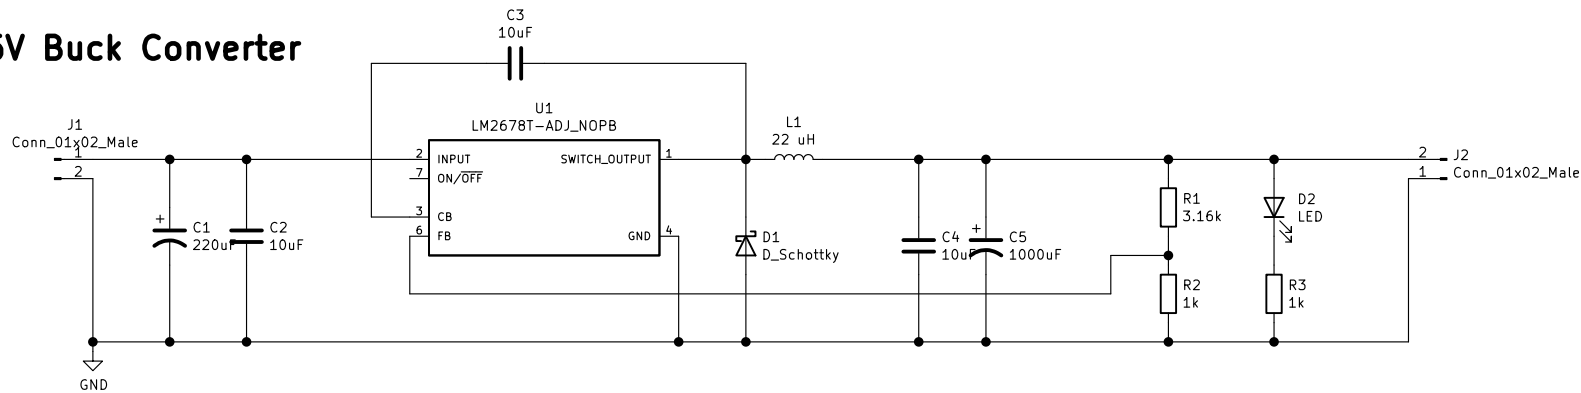 5V Buck Converter
C3
10uF
U1
LM2678T-ADJ_NOPB
J1
Conn_01x02_Male
1
2
2
INPUT
7
ON/OFF
3
CB
6
FB
SWITCH_OUTPUT
1
GND
4
L1
22 uH
C1
220uF
C2
10uF
D1
D_Schottky
C4
10uF
C5
1000uF
R1
3.16k
R2
1k
D2
LED
R3
1k
2
1
J2
Conn_01x02_Male
GND